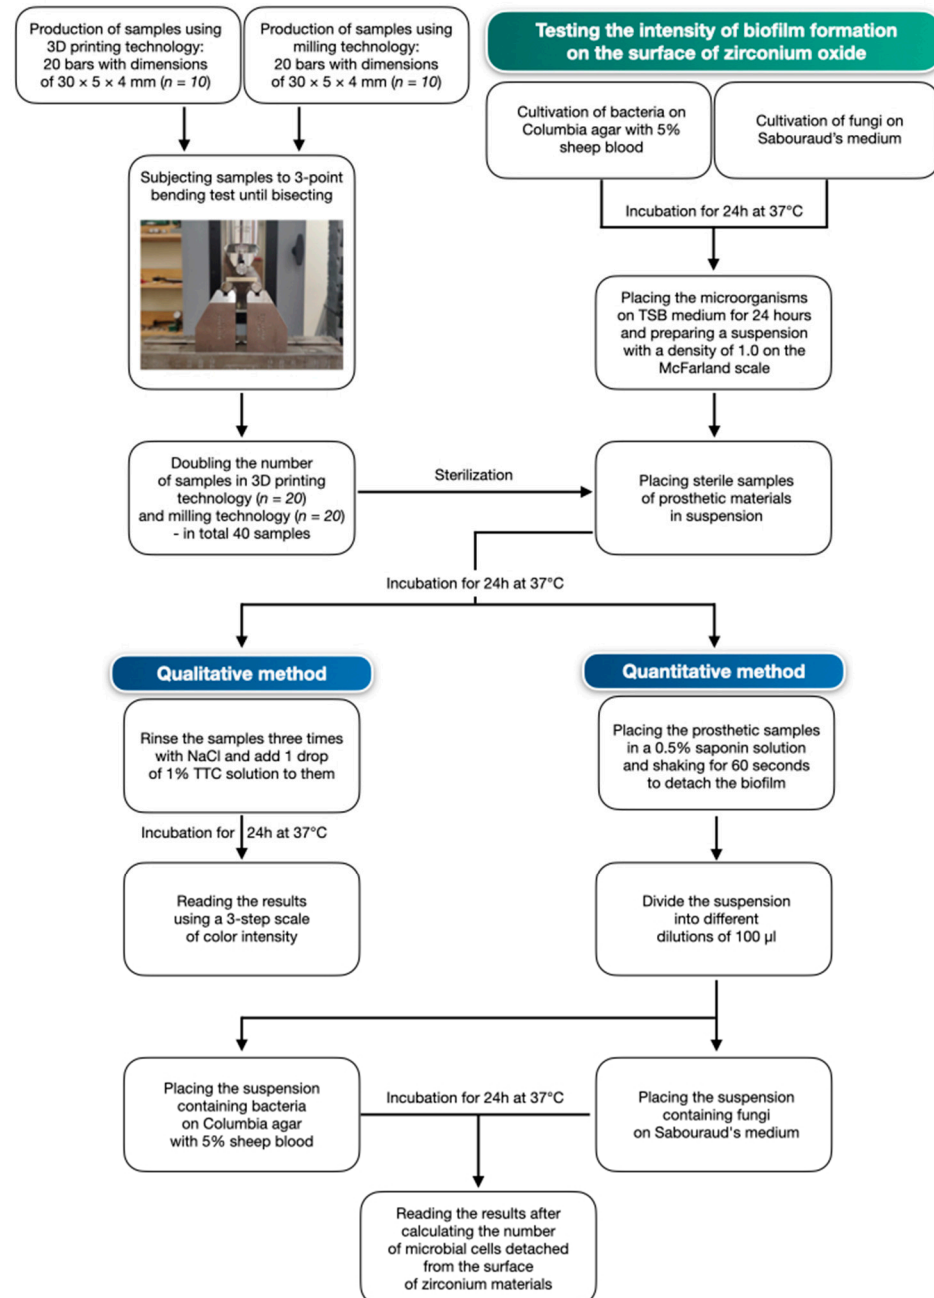 Production of samples using
3D printing technology:
20 bars with dimensions
of 30 × 5 × 4 mm (n = 10)
Production of samples using
milling technology:
20 bars with dimensions
of 30 × 5 × 4 mm (n = 10)
Testing the intensity of biofilm formation
on the surface of zirconium oxide
Cultivation of bacteria on
Columbia agar with 5%
sheep blood
Cultivation of fungi on
Sabouraud's medium
Subjecting samples to 3-point
bending test until bisecting
Incubation for 24h at 37°C
Placing the microorganisms
on TSB medium for 24 hours
and preparing a suspension
with a density of 1.0 on the
McFarland scale
Doubling the number
of samples in 3D printing
technology (n = 20)
and milling technology (n = 20)
- in total 40 samples
Sterilization
Placing sterile samples
of prosthetic materials
in suspension
Incubation for 24h at 37°C
Qualitative method
Quantitative method
Rinse the samples three times
with NaCl and add 1 drop
of 1% TTC solution to them
Placing the prosthetic samples
in a 0.5% saponin solution
and shaking for 60 seconds
to detach the biofilm
Incubation for 24h at 37°C
Reading the results
using a 3-step scale
of color intensity
Divide the suspension
into different
dilutions of 100 µl
Placing the suspension
containing bacteria
on Columbia agar
with 5% sheep blood
Incubation for 24h at 37°C
Placing the suspension
containing fungi
on Sabouraud's medium
Reading the results after
calculating the number
of microbial cells detached
from the surface
of zirconium materials